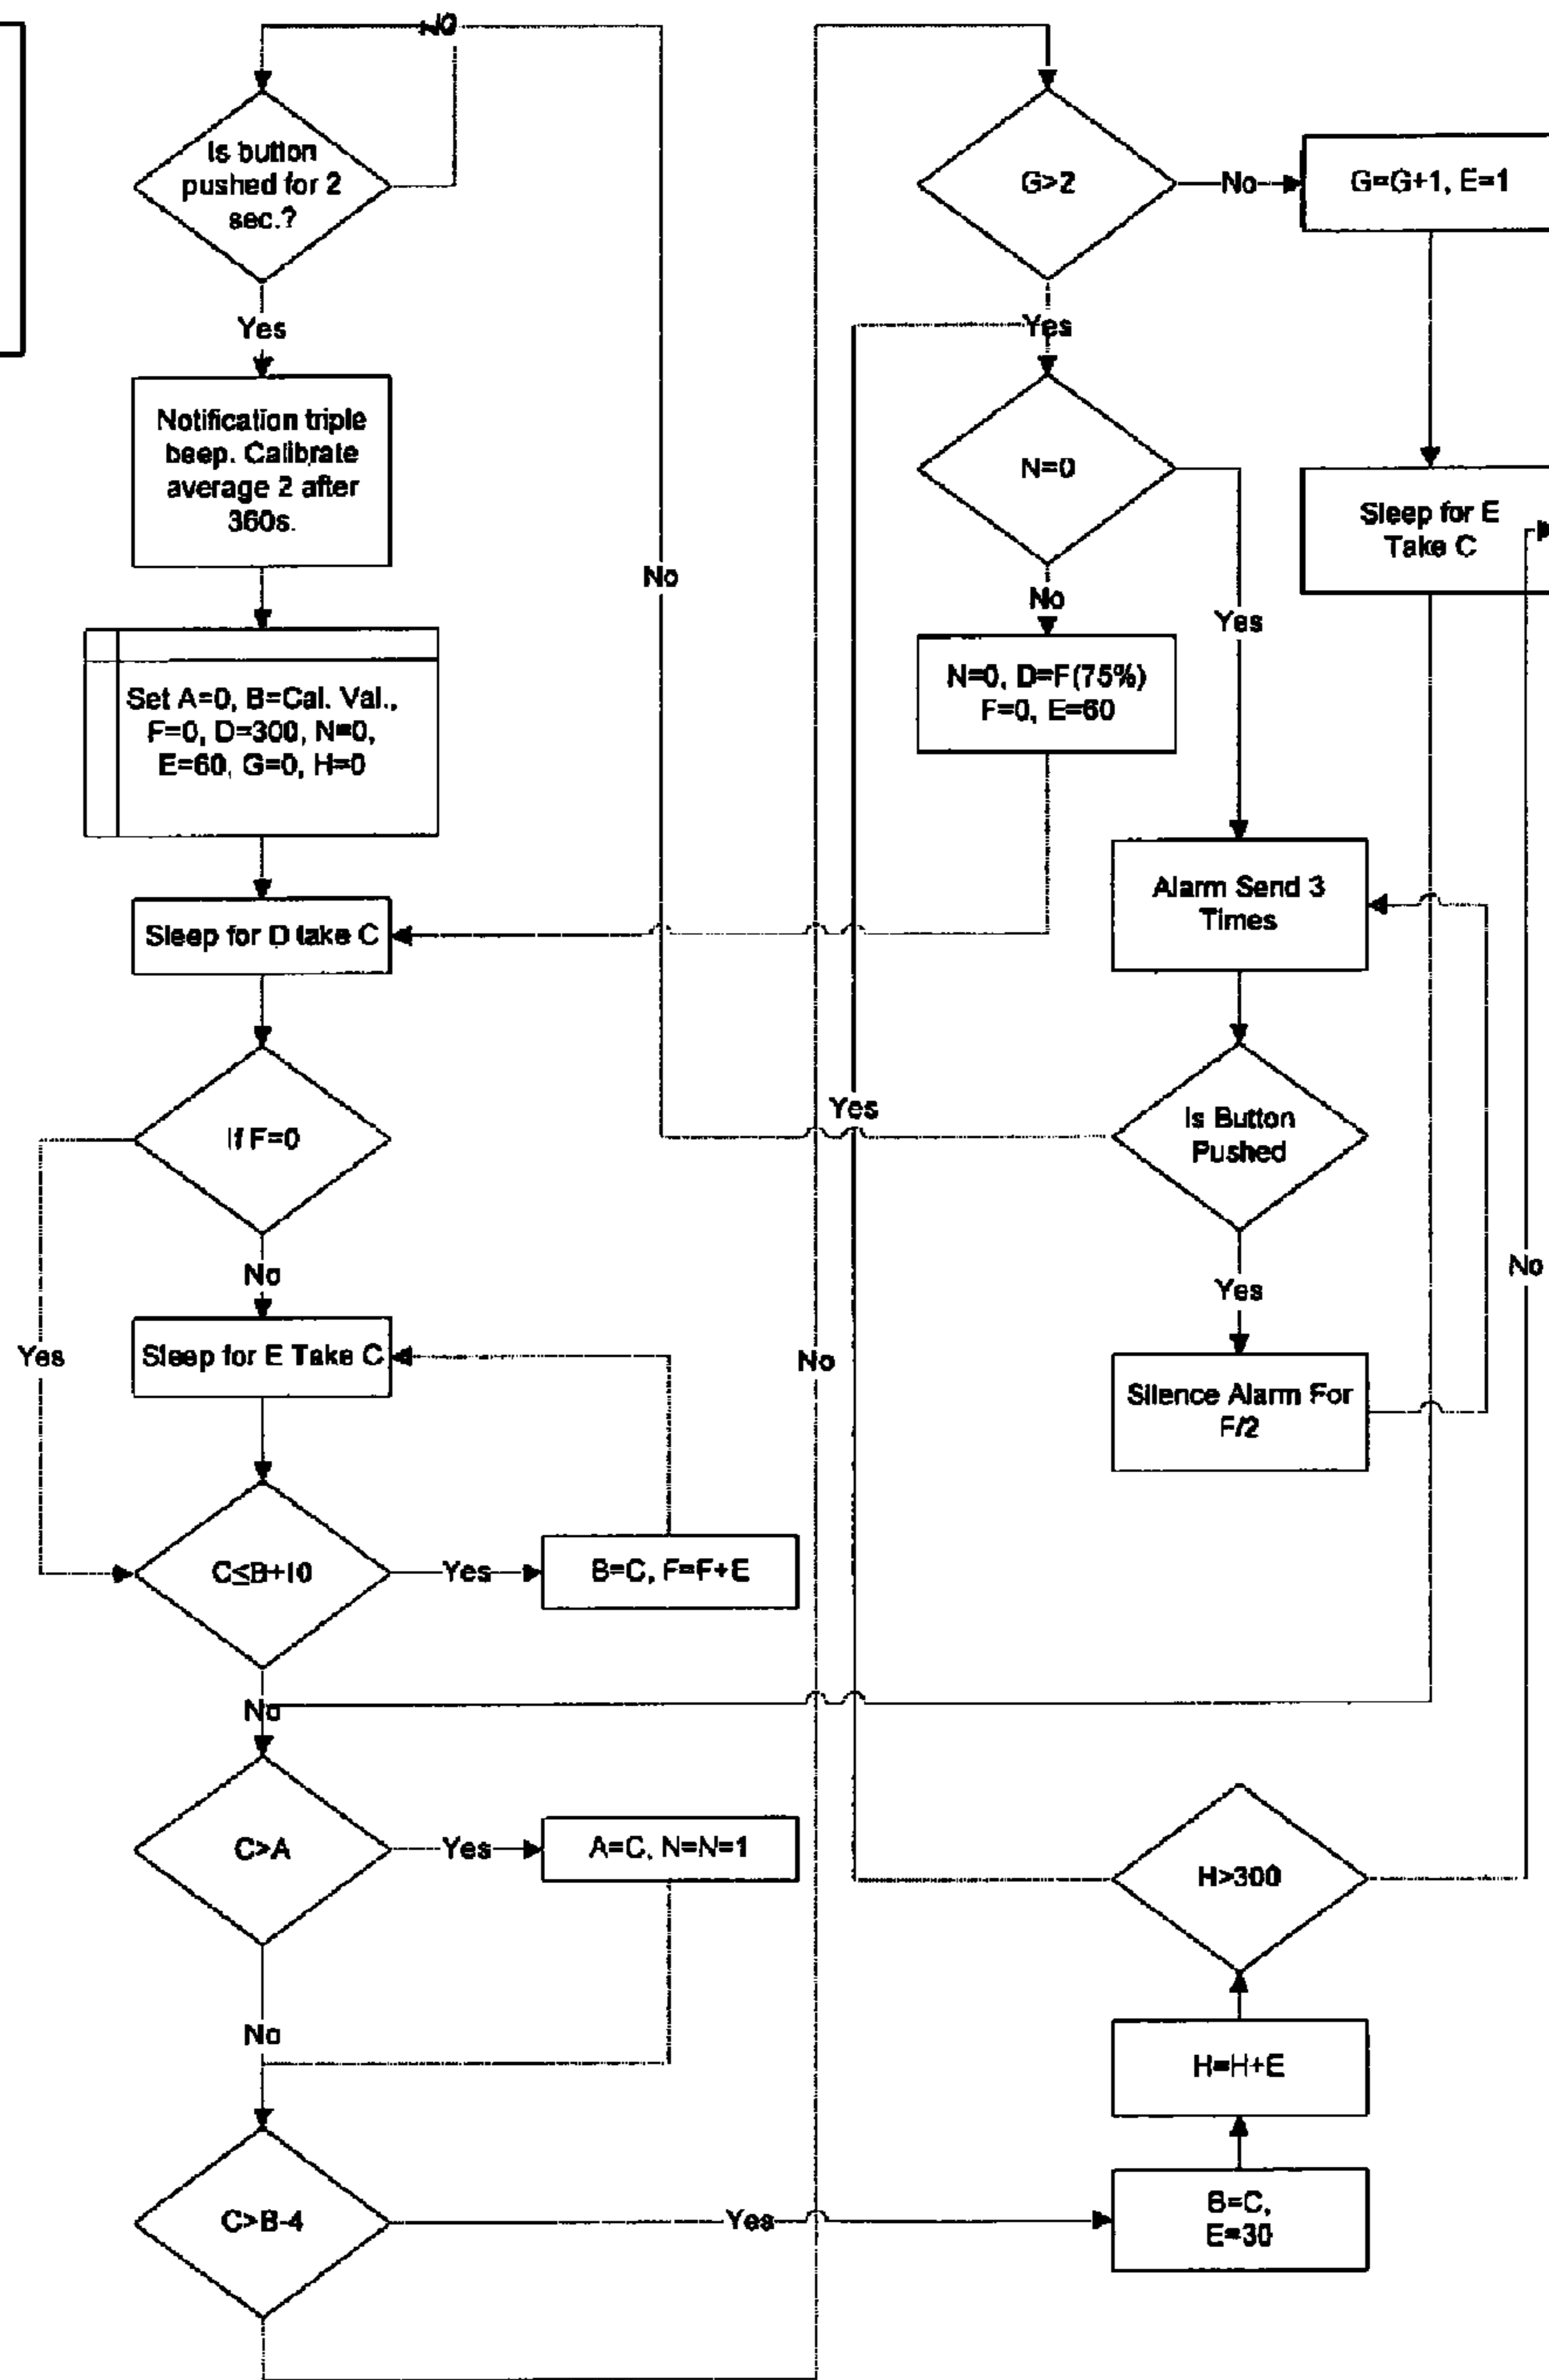 NO
Is button
pushed for 2
sec.?
Yes
Notification triple
beep. Calibrate
average 2 after
360s.
Set A=0, B=Cal. Val.,
F=0, D=300, N=0,
E=60, G=0, H=0
Sleep for D take C
If F=0
No
Yes
Sleep for E Take C
C≤B+10
Yes
B=C, F=F+E
No
C>A
Yes
A=C, N=N=1
No
C>B-4
Yes
No
No
G>2
No
G=G+1, E=1
Yes
N=0
Sleep for E
Take C
No
Yes
N=0, D=F(75%)
F=0, E=60
Alarm Send 3
Times
Yes
Is Button
Pushed
Yes
No
Silence Alarm For
F/2
H>300
H=H+E
B=C,
E=30